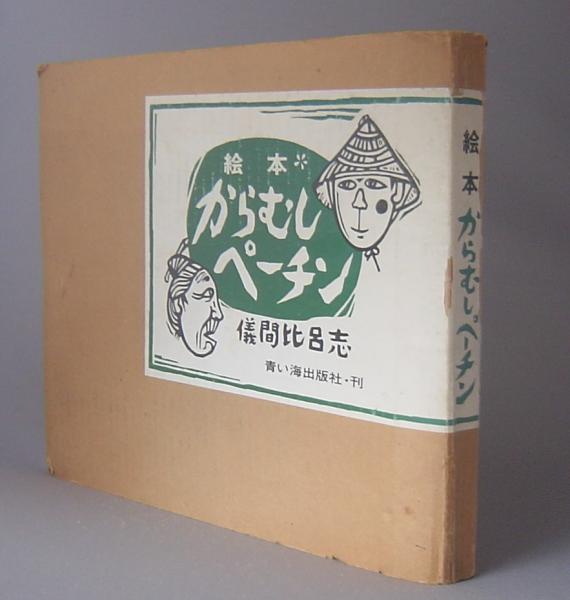 絵本*
からむし
ペーチン
儀間比呂志
青い海出版社・刊
絵本 からむしペーチン